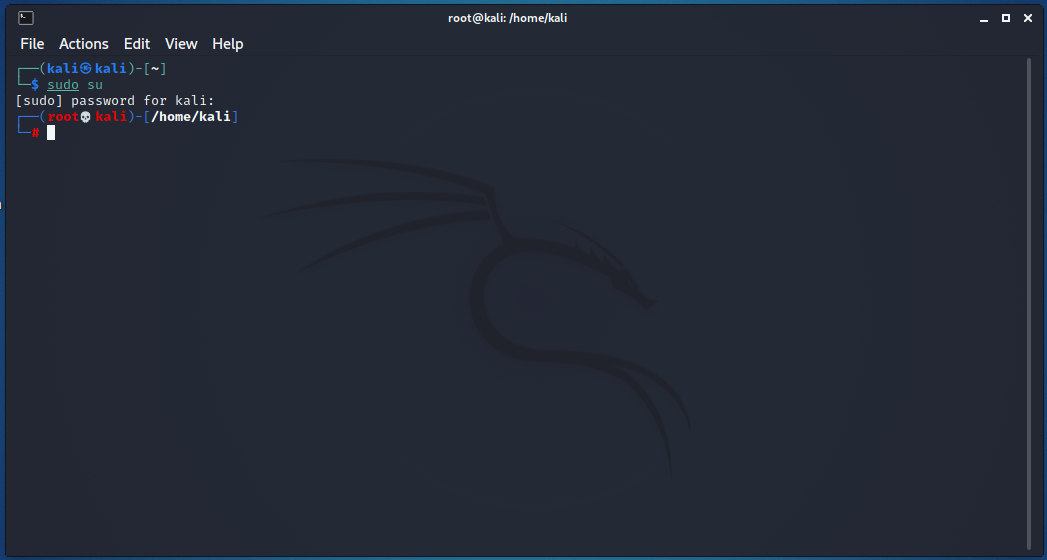 root@kali: /home/kali
File Actions Edit View Help
┌──(kali㉿kali)-[~]
└─$ sudo su
[sudo] password for kali:
┌──(root💀kali)-[/home/kali]
└─#